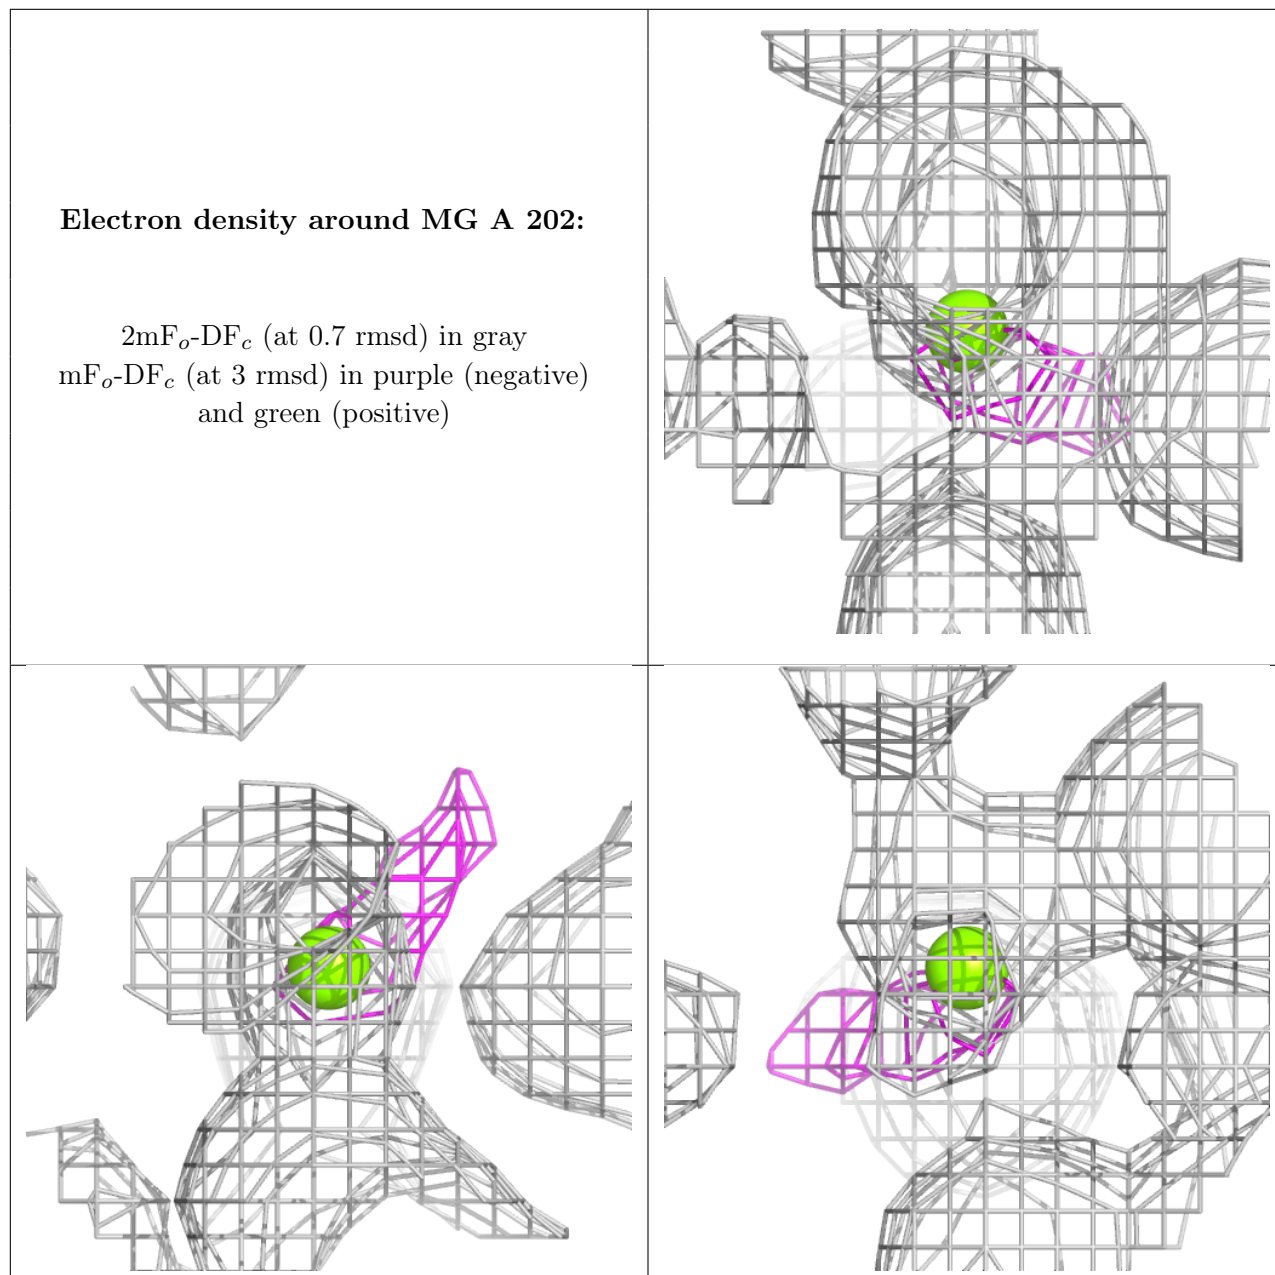 Electron density around MG A 202:
2mFₒ-DF𝒸 (at 0.7 rmsd) in gray
mFₒ-DF𝒸 (at 3 rmsd) in purple (negative)
and green (positive)